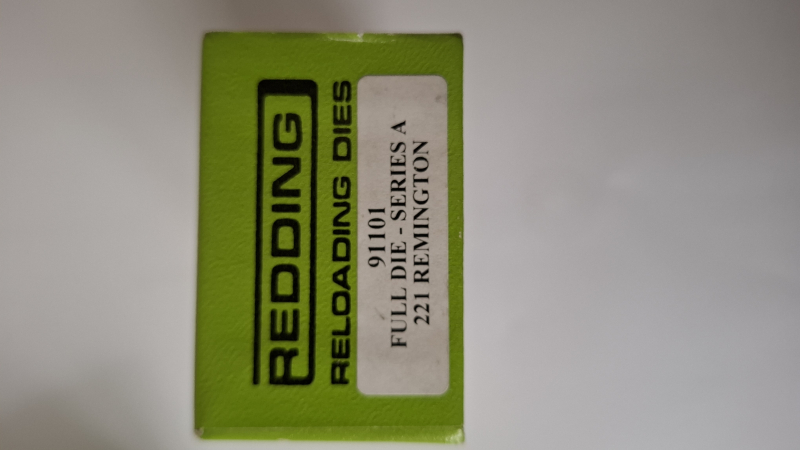 REDDING
RELOADING DIES
91101
FULL DIE - SERIES A
221 REMINGTON